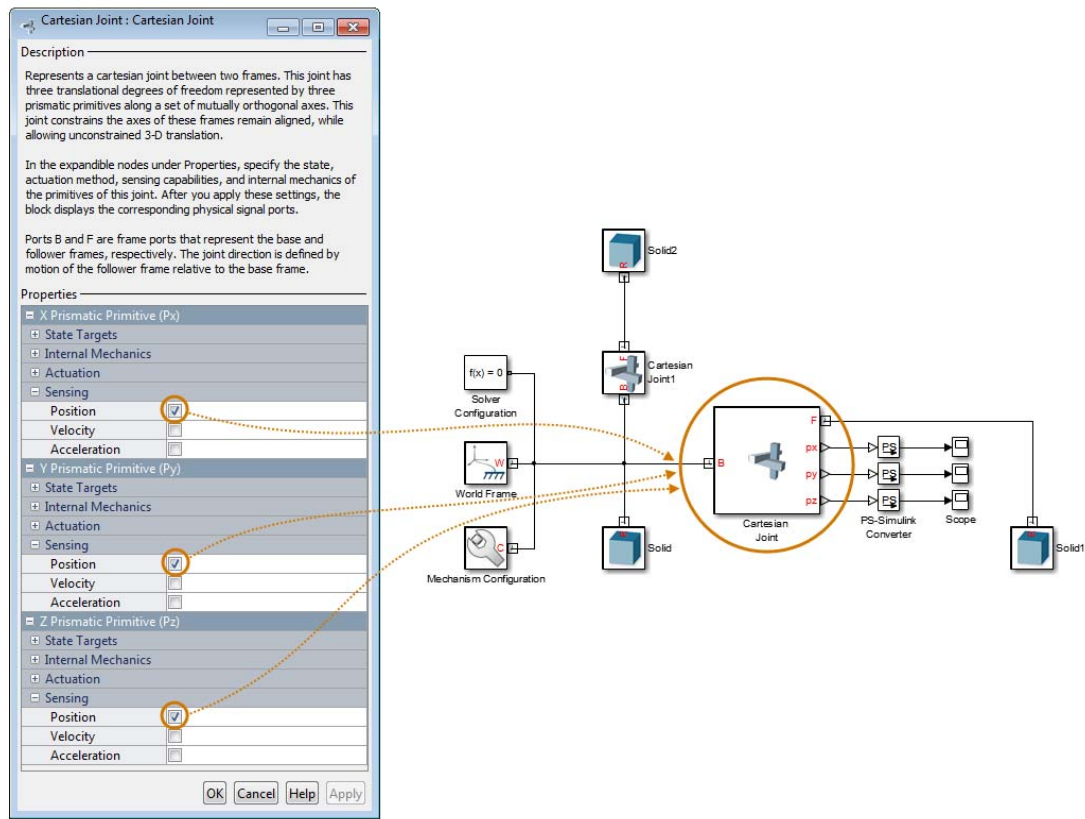 Cartesian Joint : Cartesian Joint
Description
Represents a cartesian joint between two frames. This joint has
three translational degrees of freedom represented by three
prismatic primitives along a set of mutually orthogonal axes. This
joint constrains the axes of these frames remain aligned, while
allowing unconstrained 3-D translation.
In the expandible nodes under Properties, specify the state,
actuation method, sensing capabilities, and internal mechanics of
the primitives of this joint. After you apply these settings, the
block displays the corresponding physical signal ports.
Ports B and F are frame ports that represent the base and
follower frames, respectively. The joint direction is defined by
motion of the follower frame relative to the base frame.
Properties
X Prismatic Primitive (Px)
State Targets
Internal Mechanics
Actuation
Sensing
Position
Velocity
Acceleration
Y Prismatic Primitive (Py)
State Targets
Internal Mechanics
Actuation
Sensing
Position
Velocity
Acceleration
Z Prismatic Primitive (Pz)
State Targets
Internal Mechanics
Actuation
Sensing
Position
Velocity
Acceleration
OK Cancel Help Apply
R
Solid2
F
B
Cartesian
Joint1
f(x) = 0
Solver
Configuration
W
World Frame
C
Mechanism Configuration
R
Solid
B
F
px
py
pz
Cartesian
Joint
PS
PS
PS
PS-Simulink
Converter
Scope
R
Solid1